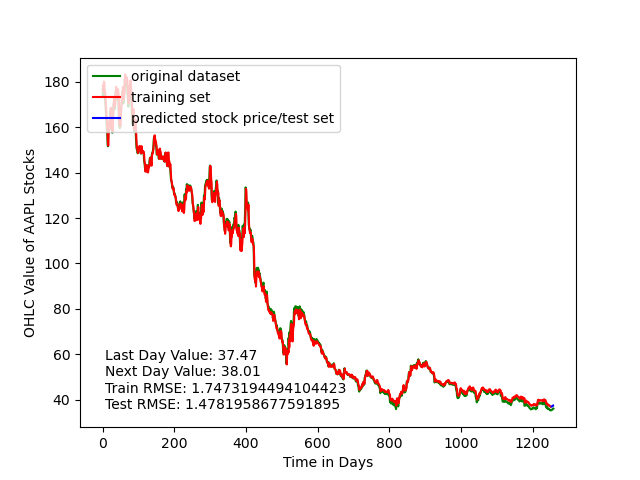 original dataset
training set
predicted stock price/test set
180
160
140
120
100
80
60
40
OHLC Value of AAPL Stocks
Last Day Value: 37.47
Next Day Value: 38.01
Train RMSE: 1.7473194494104423
Test RMSE: 1.4781958677591895
0 200 400 600 800 1000 1200
Time in Days